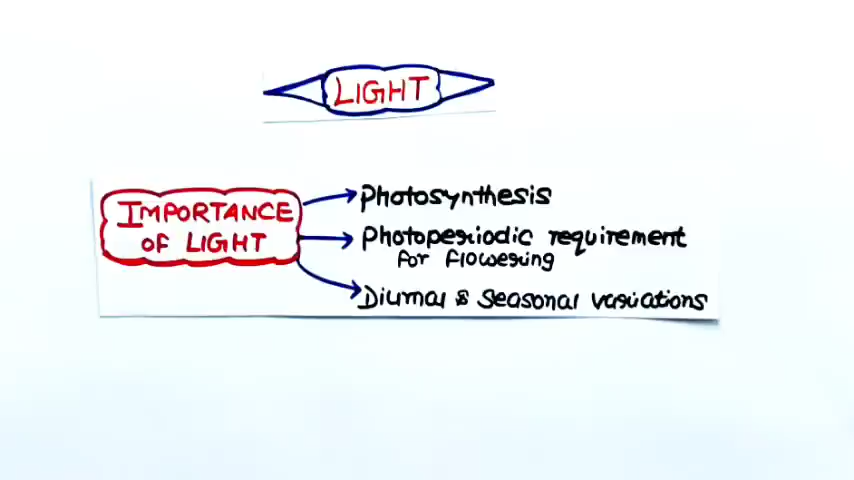 LIGHT
IMPORTANCE
OF LIGHT
Photosynthesis
Photoperiodic requirement
for flowering
Diurnal & Seasonal variations